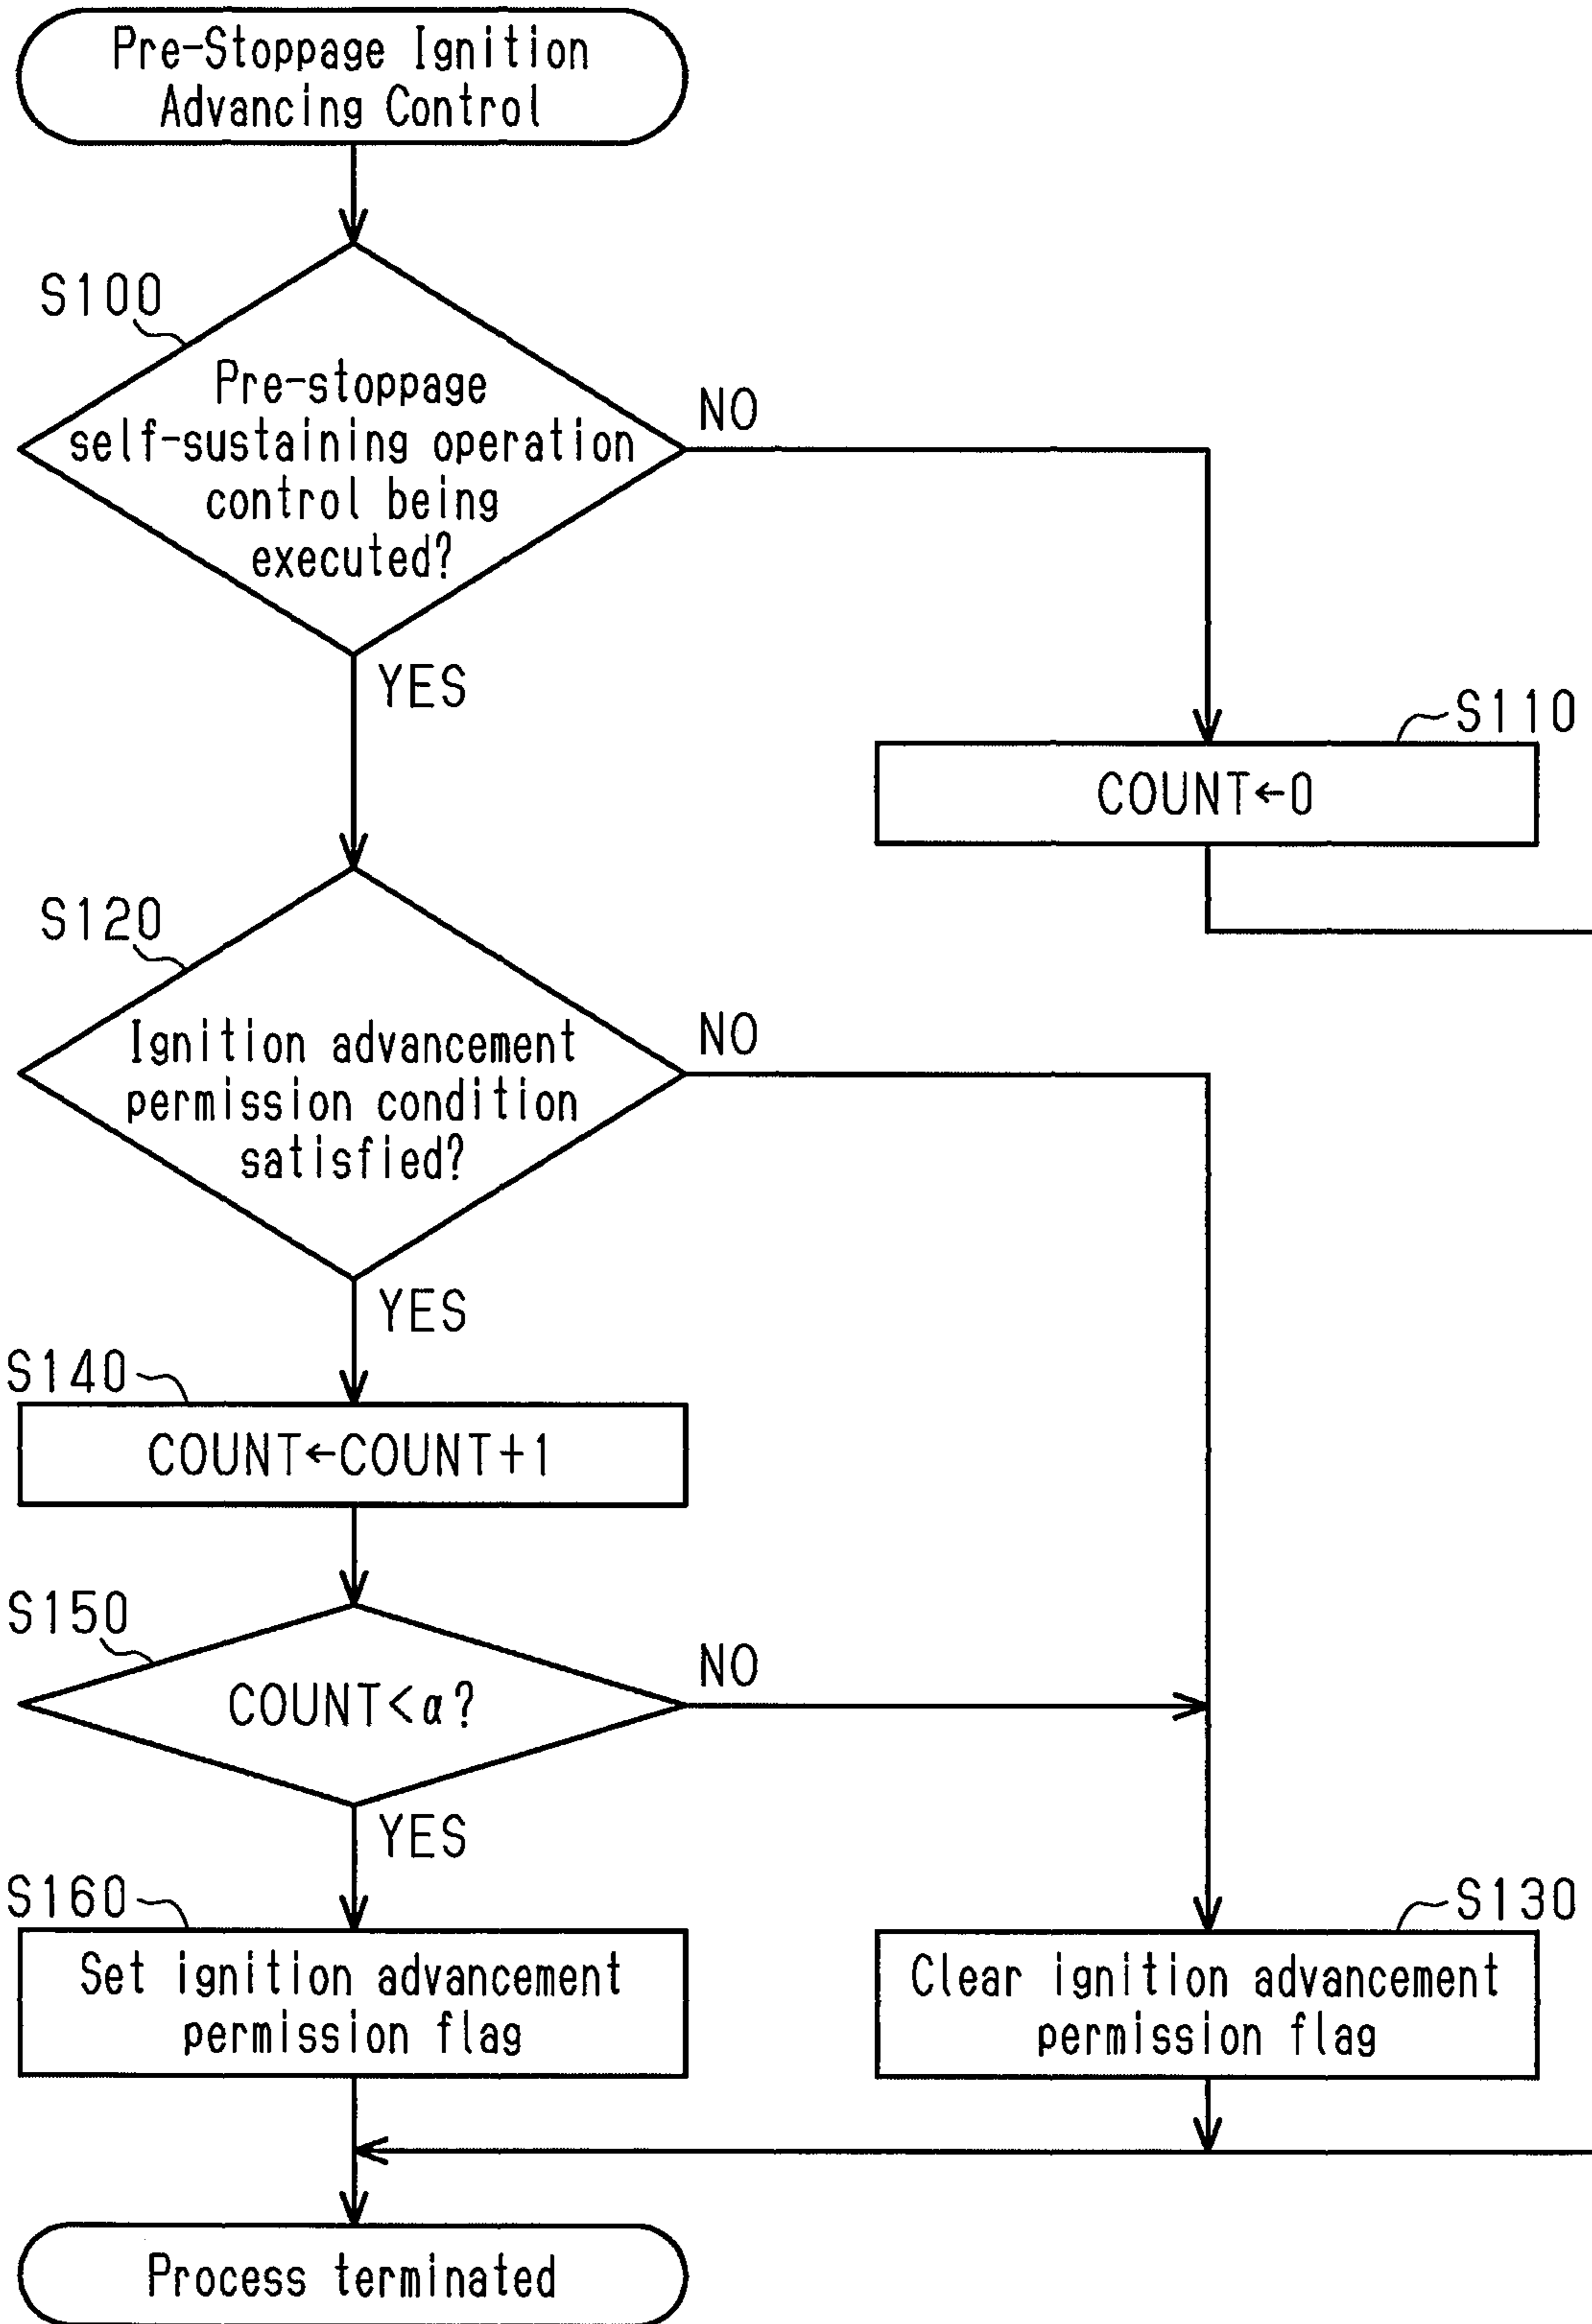 Pre-Stoppage Ignition
Advancing Control
S100
Pre-stoppage
self-sustaining operation
control being
executed?
NO
YES
S110
COUNT←0
S120
Ignition advancement
permission condition
satisfied?
NO
YES
S140
COUNT←COUNT+1
S150
COUNT<α?
NO
YES
S160
Set ignition advancement
permission flag
S130
Clear ignition advancement
permission flag
Process terminated